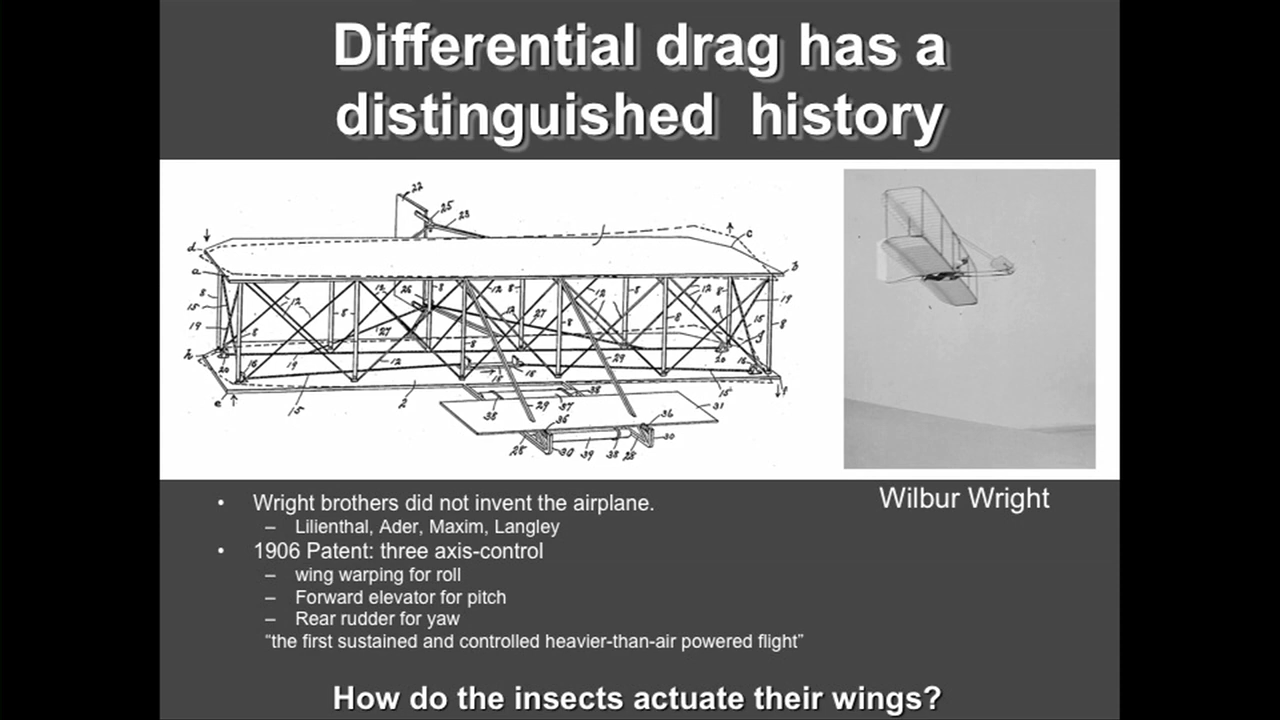 Differential drag has a
distinguished history
Wilbur Wright
• Wright brothers did not invent the airplane.
– Lilienthal, Ader, Maxim, Langley
• 1906 Patent: three axis-control
– wing warping for roll
– Forward elevator for pitch
– Rear rudder for yaw
“the first sustained and controlled heavier-than-air powered flight”
How do the insects actuate their wings?